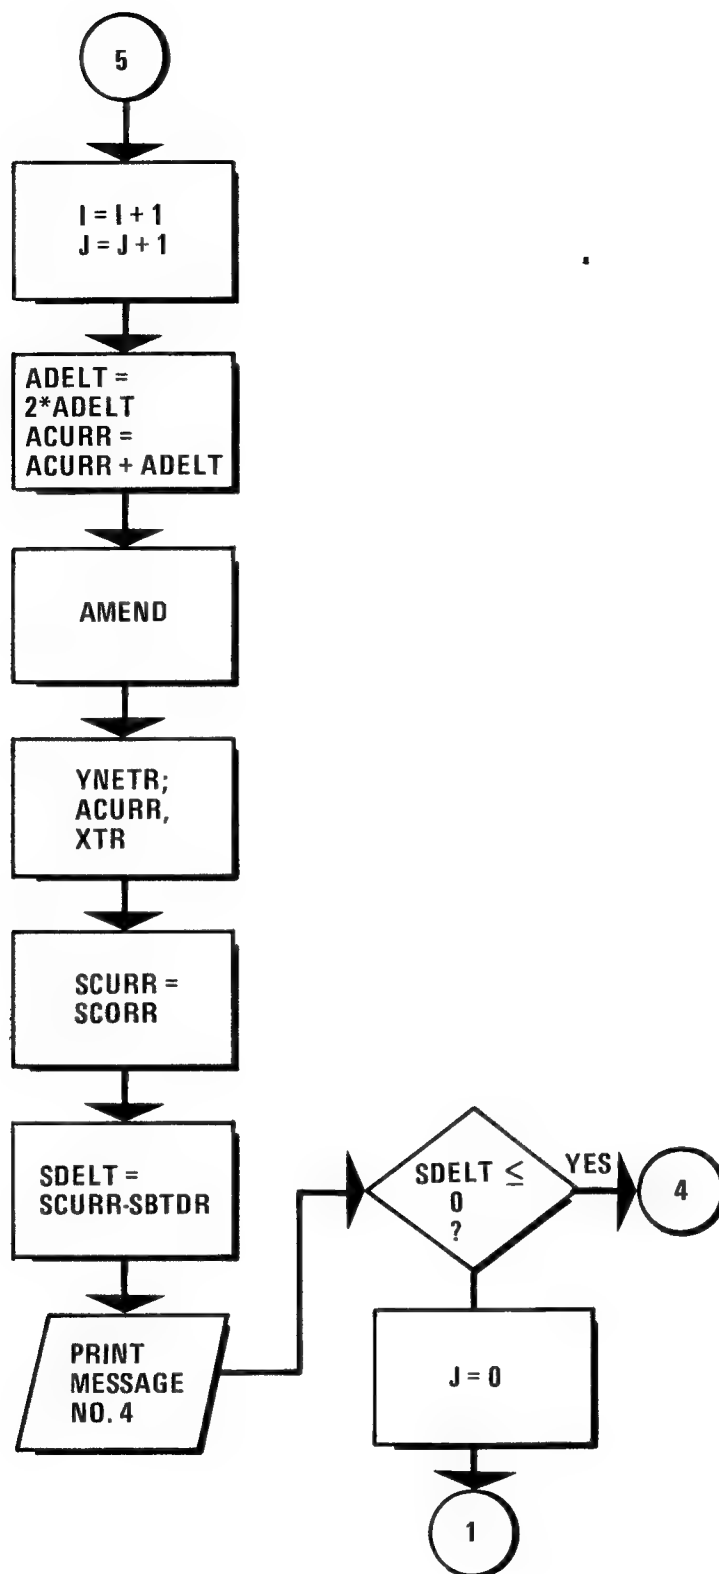 5
I = I + 1
J = J + 1
ADELT =
2*ADELT
ACURR =
ACURR + ADELT
AMEND
YNETR;
ACURR,
XTR
SCURR =
SCORR
SDELT =
SCURR-SBTDR
PRINT
MESSAGE
NO. 4
SDELT ≤
0
?
YES
4
J = 0
1